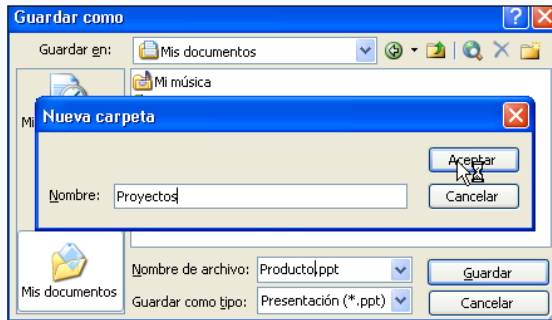 Guardar como
Guardar en:
Mis documentos
Mi música
Nueva carpeta
Aceptar
Nombre:
Proyectos
Cancelar
Mis documentos
Nombre de archivo:
Producto.ppt
Guardar
Guardar como tipo:
Presentación (*.ppt)
Cancelar